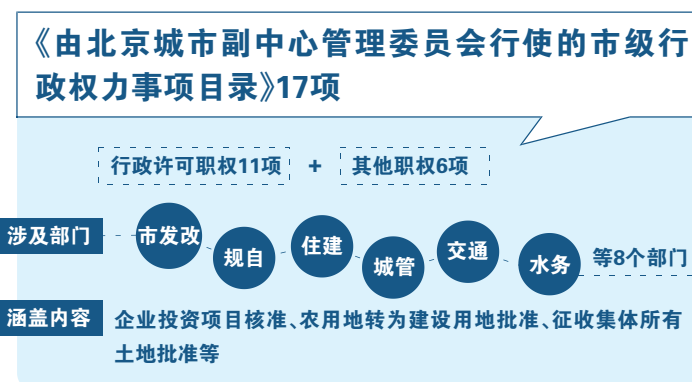 《由北京城市副中心管理委员会行使的市级行
政权力事项目录》17项
行政许可职权11项 + 其他职权6项
涉及部门 市发改 规自 住建 城管 交通 水务 等8个部门
涵盖内容 企业投资项目核准、农用地转为建设用地批准、征收集体所有
土地批准等